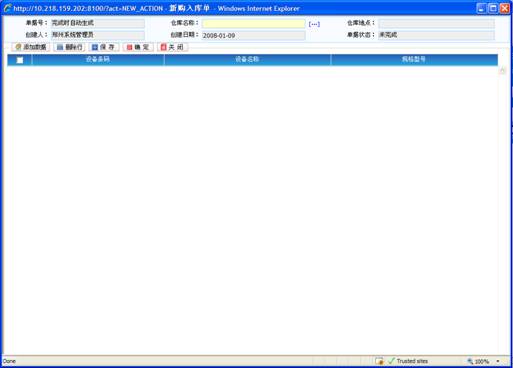 http://10.218.159.202:8100/?act=NEW_ACTION - 新购入库单 - Windows Internet Explorer
单据号： 完成时自动生成 仓库名称： [...] 仓库地点：
创建人： 郑州系统管理员 创建日期： 2008-01-09 单据状态： 未完成
添加数据 删除行 保 存 确 定 关 闭
设备条码 设备名称 规格型号
Done Trusted sites 100%